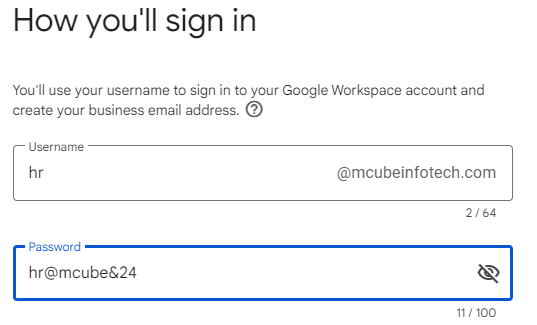 How you'll sign in
You'll use your username to sign in to your Google Workspace account and
create your business email address. ?
Username
hr @mcubeinfotech.com
2 / 64
Password
hr@mcube&24
11 / 100